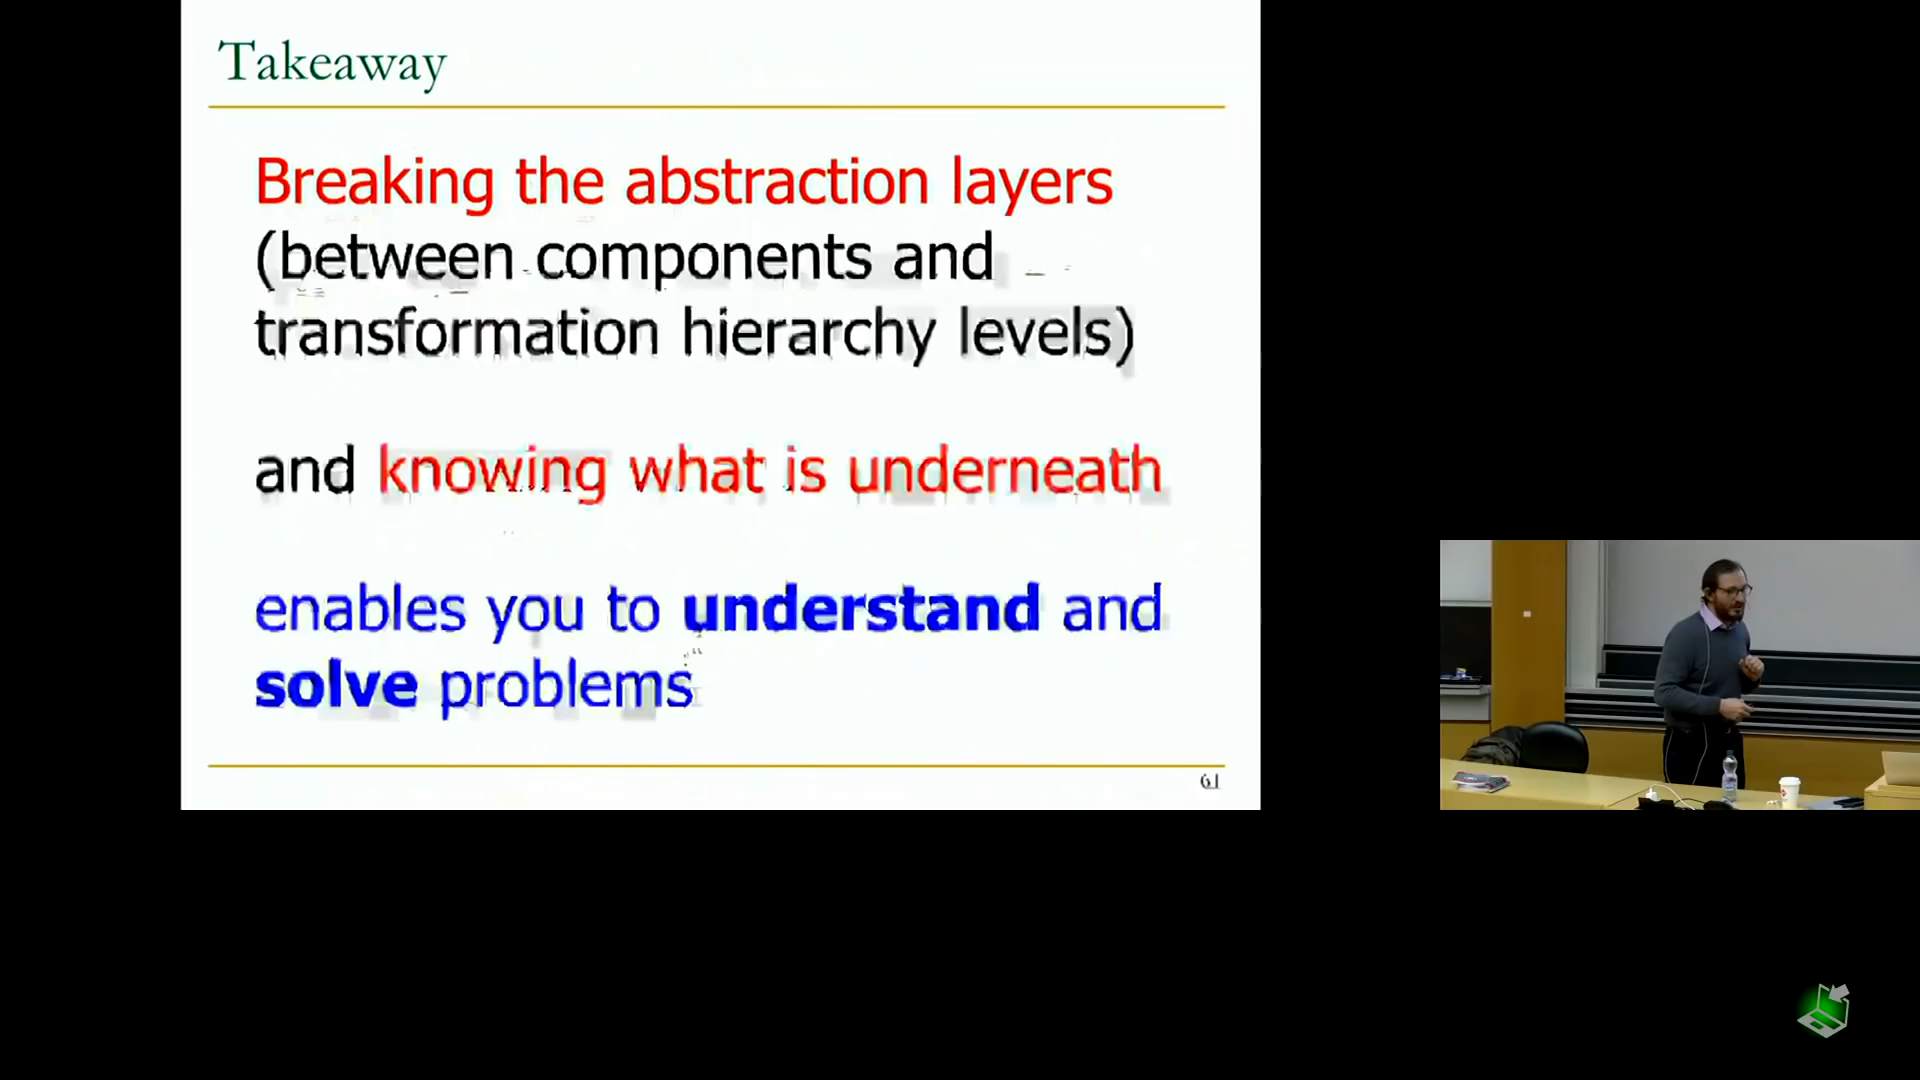 Takeaway
Breaking the abstraction layers
(between components and
transformation hierarchy levels)
and knowing what is underneath
enables you to understand and
solve problems
61